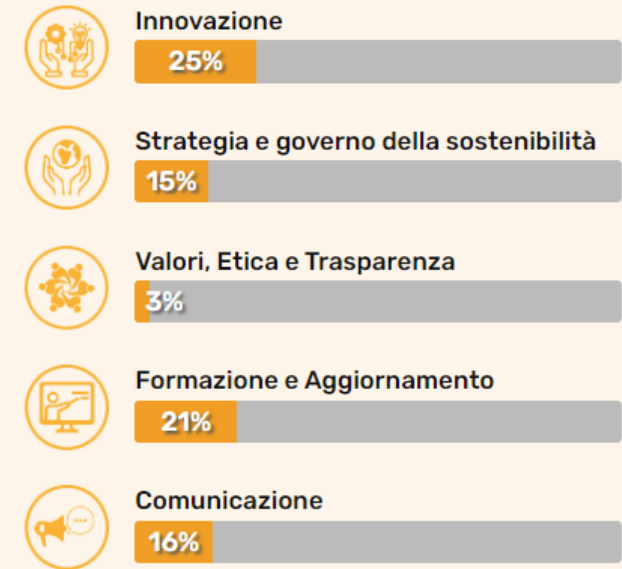 Innovazione
25%
Strategia e governo della sostenibilità
15%
Valori, Etica e Trasparenza
3%
Formazione e Aggiornamento
21%
Comunicazione
16%